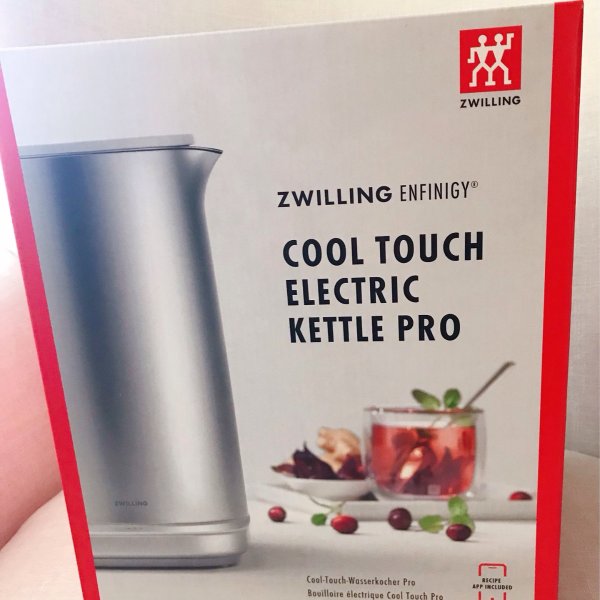 ZWILLING
ZWILLING ENFINIGY®
COOL TOUCH
ELECTRIC
KETTLE PRO
ZWILLING
Cool-Touch-Wasserkocher Pro
Bouilloire électrique Cool Touch Pro
RECIPE
APP INCLUDED